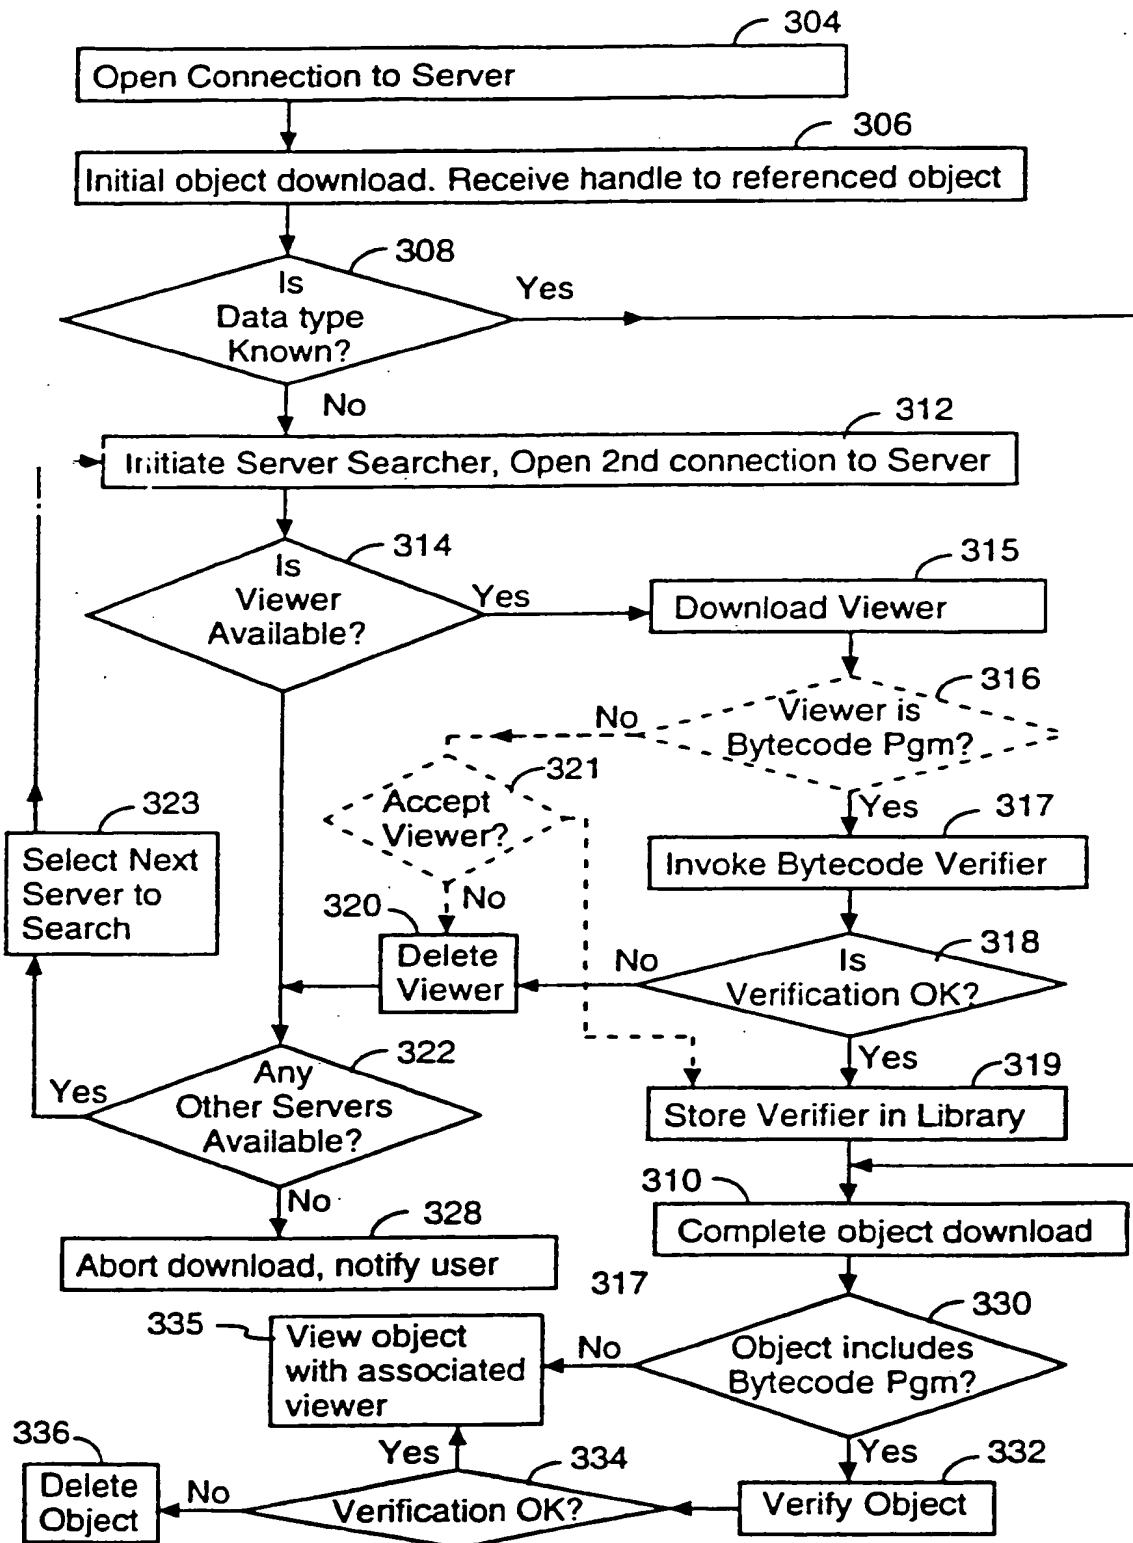 304
Open Connection to Server
306
Initial object download. Receive handle to referenced object
308
Is
Data type
Known?
Yes
No
312
Initiate Server Searcher, Open 2nd connection to Server
314
Is
Viewer
Available?
Yes
315
Download Viewer
316
Viewer is
Bytecode Pgm?
No
Yes
321
Accept
Viewer?
No
317
Invoke Bytecode Verifier
323
Select Next
Server to
Search
320
Delete
Viewer
No
318
Is
Verification OK?
Yes
322
Any
Other Servers
Available?
Yes
No
319
Store Verifier in Library
310
Complete object download
328
Abort download, notify user
317
330
Object includes
Bytecode Pgm?
No
Yes
335
View object
with associated
viewer
332
Verify Object
334
Verification OK?
Yes
No
336
Delete
Object